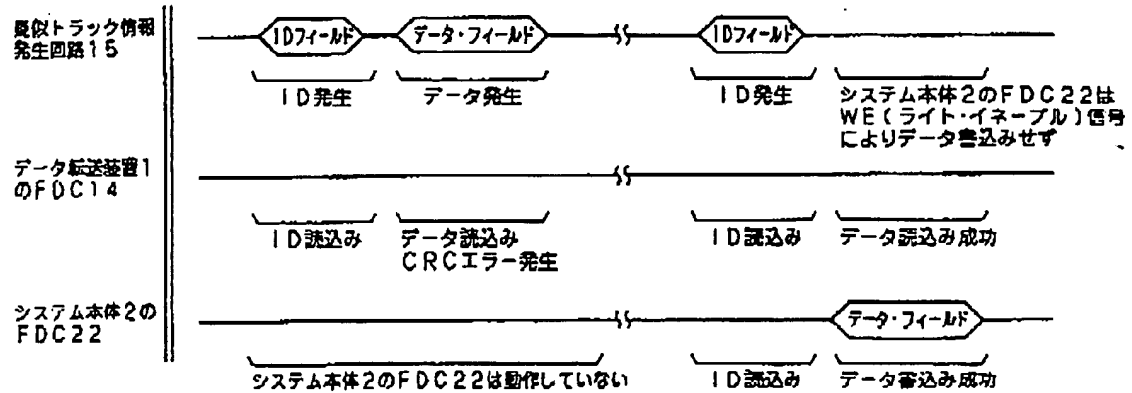 疑似トラック情報
発生回路15
IDフィールド
データ・フィールド
IDフィールド
ID発生
データ発生
ID発生
システム本体2のFDC22は
WE(ライト・イネーブル)信号
によりデータ書込みせず
データ転送装置1
のFDC14
ID読込み
データ読込み
CRCエラー発生
ID読込み
データ読込み成功
システム本体2の
FDC22
データ・フィールド
システム本体2のFDC22は動作していない
ID読込み
データ書込み成功